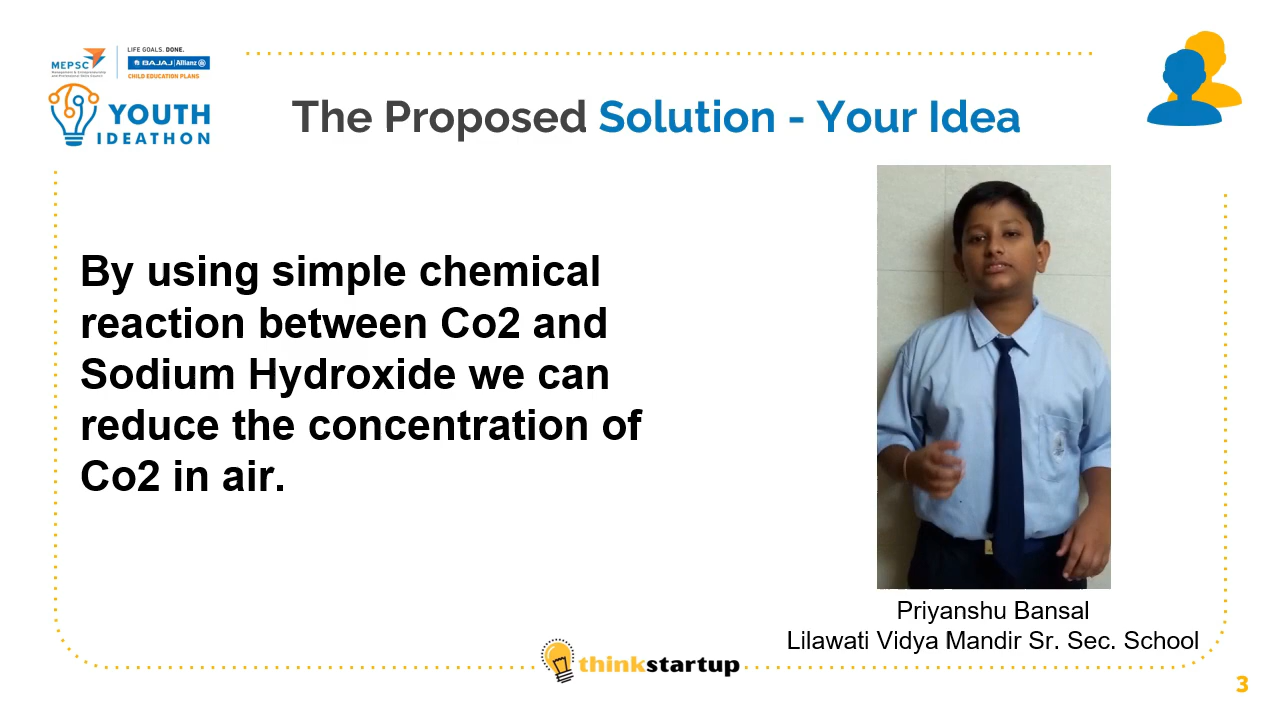 MEPSC
LIFE GOALS. DONE.
BAJAJ Allianz
CHILD EDUCATION PLANS
YOUTH
IDEATHON
The Proposed Solution - Your Idea
By using simple chemical
reaction between Co2 and
Sodium Hydroxide we can
reduce the concentration of
Co2 in air.
Priyanshu Bansal
Lilawati Vidya Mandir Sr. Sec. School
thinkstartup
3